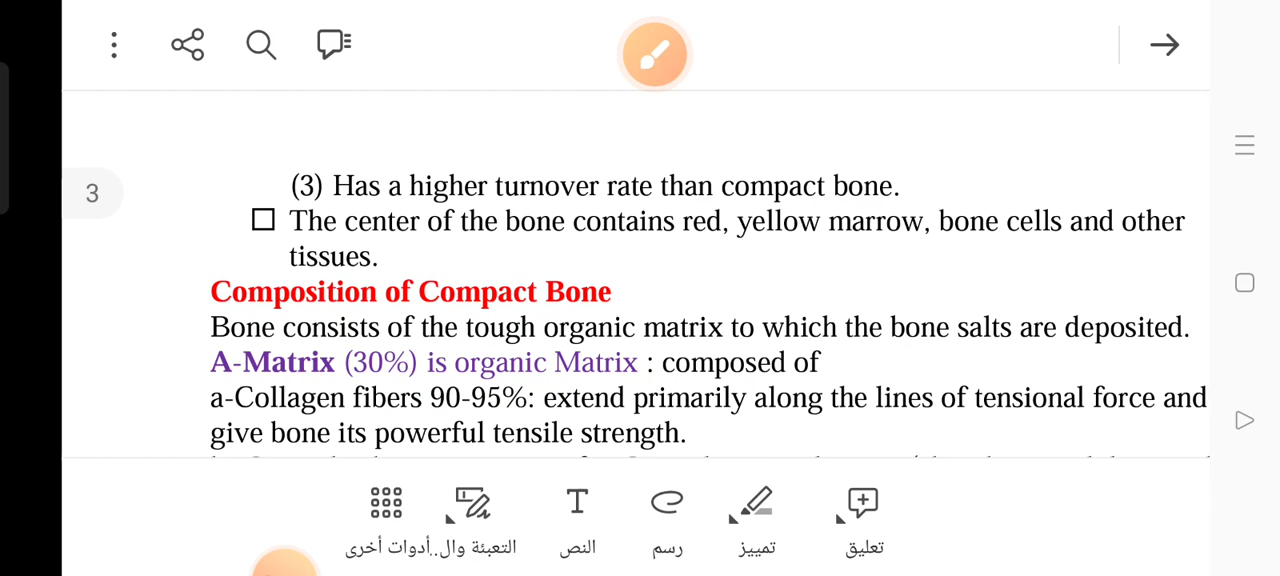 3
(3) Has a higher turnover rate than compact bone.
☐ The center of the bone contains red, yellow marrow, bone cells and other
tissues.
Composition of Compact Bone
Bone consists of the tough organic matrix to which the bone salts are deposited.
A-Matrix (30%) is organic Matrix : composed of
a-Collagen fibers 90-95%: extend primarily along the lines of tensional force and
give bone its powerful tensile strength.
تعليق
تمييز
رسم
النص
التعبئة وال..
أدوات أخرى